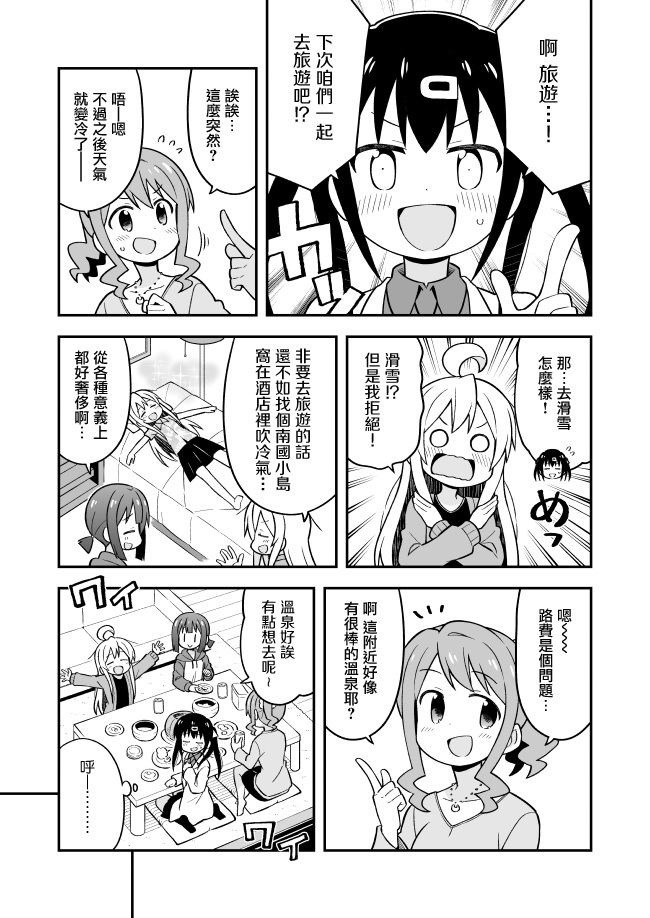 啊 旅遊…！
下次咱們一起
去旅遊吧！？
ガバッ
誒誒…
這麼突然？
唔—嗯
不過之後天氣
就變冷了——
那…去滑雪
怎麼樣！
めっ
滑雪！？
但是我拒絕！
非要去旅遊的話
還不如找個南國小島
窩在酒店裡吹冷氣…
從各種意義上
都好奢侈啊…
嗯～～
路費是個問題…
啊 這附近好像
有很棒的溫泉耶？
溫泉好誒
有點想去呢～
ワイ
ワイ
呼—………